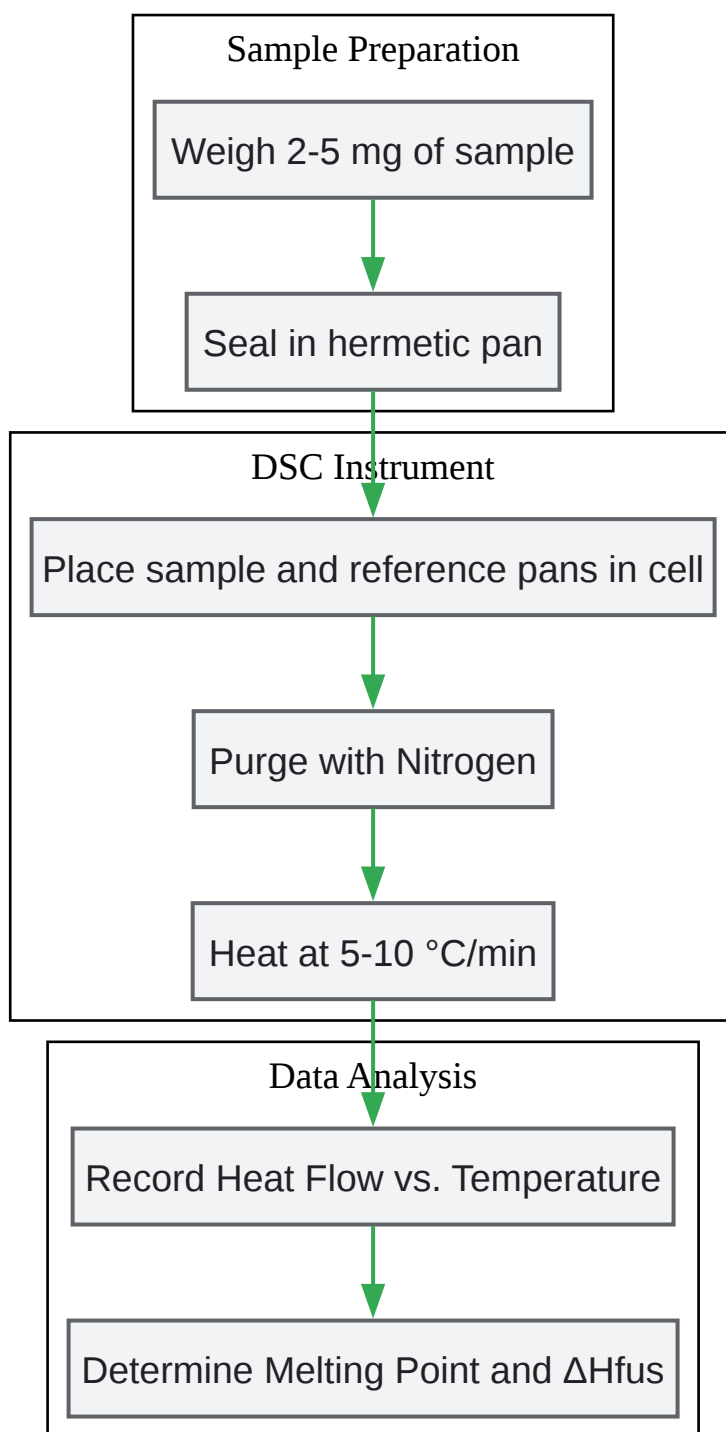 Sample Preparation
Weigh 2-5 mg of sample
Seal in hermetic pan
DSC Instrument
Place sample and reference pans in cell
Purge with Nitrogen
Heat at 5-10 °C/min
Data Analysis
Record Heat Flow vs. Temperature
Determine Melting Point and ΔHfus